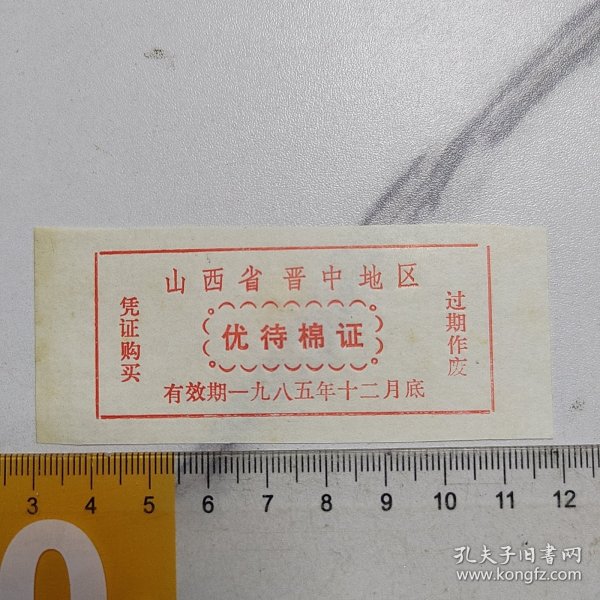 山西省晋中地区
凭证购买
优待棉证
过期作废
有效期一九八五年十二月底
3 4 5 6 7 8 9 10 11 12
0
孔夫子旧書网
www.kongfz.com